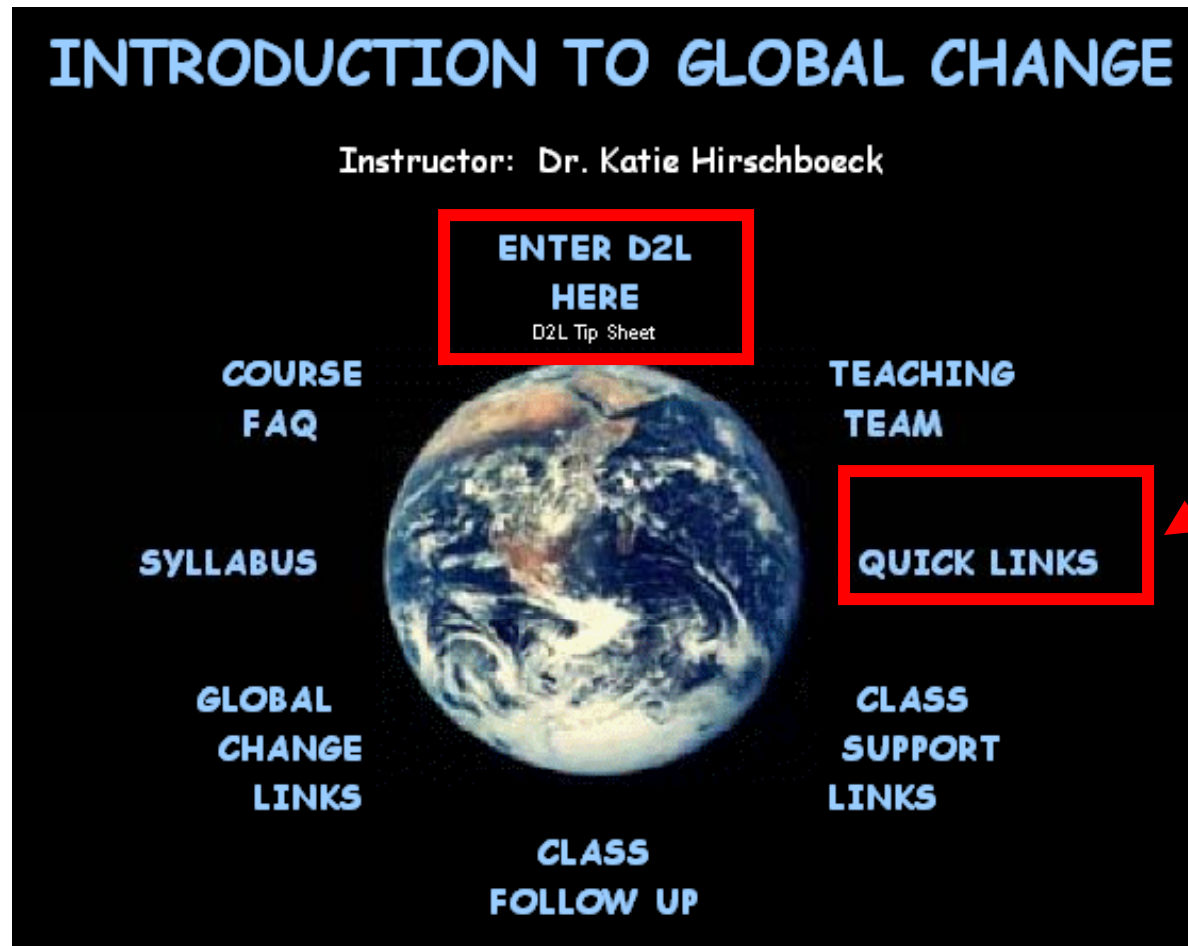 INTRODUCTION TO GLOBAL CHANGE
Instructor: Dr. Katie Hirschboeck
ENTER D2L
HERE
D2L Tip Sheet
COURSE
FAQ
TEACHING
TEAM
SYLLABUS
QUICK LINKS
GLOBAL
CHANGE
LINKS
CLASS
SUPPORT
LINKS
CLASS
FOLLOW UP